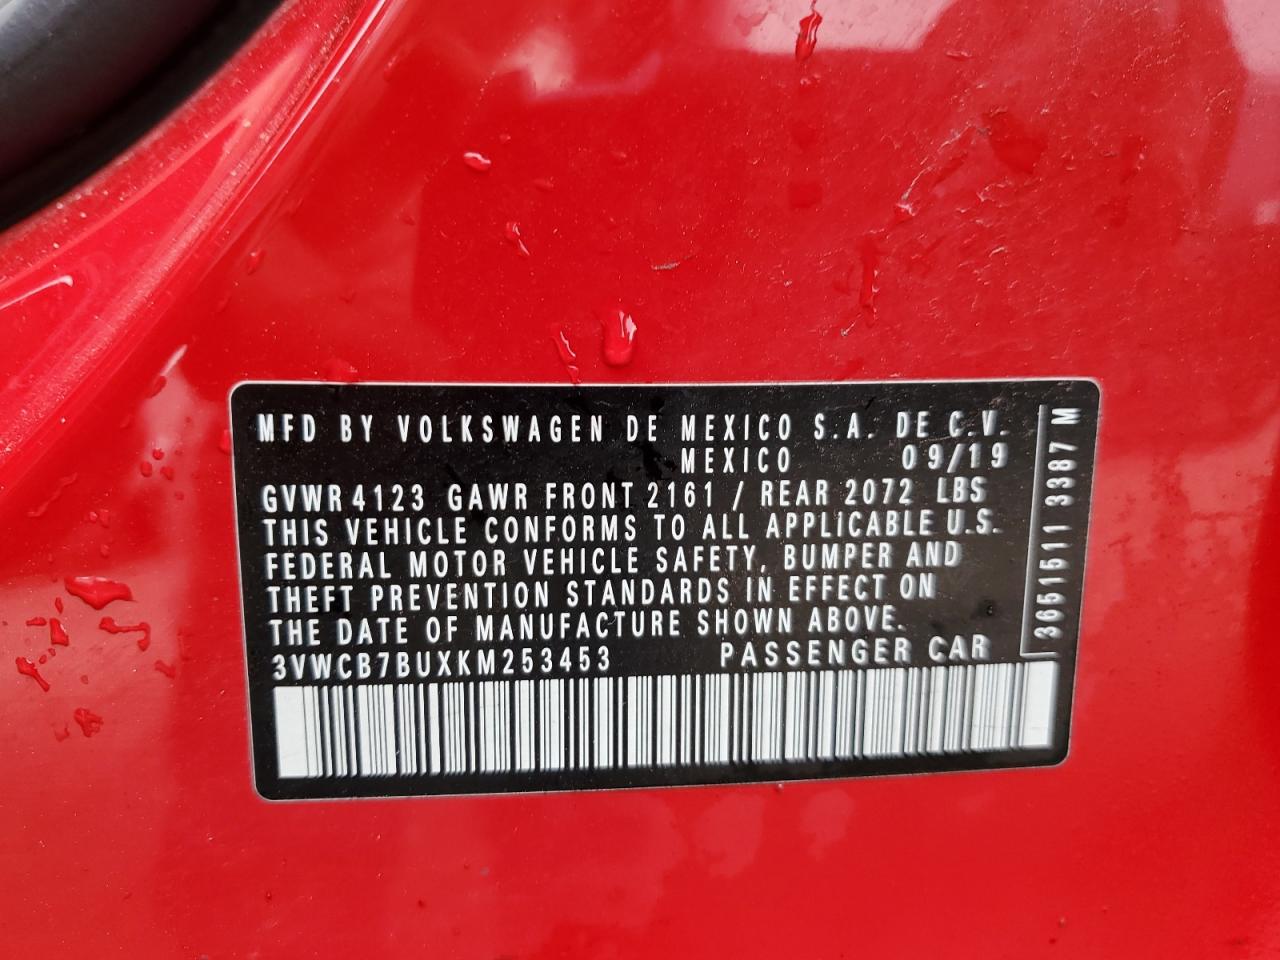 MFD BY VOLKSWAGEN DE MEXICO S.A. DE C.V.
MEXICO 09/19
GVWR 4123 GAWR FRONT 2161 / REAR 2072 LBS
THIS VEHICLE CONFORMS TO ALL APPLICABLE U.S.
FEDERAL MOTOR VEHICLE SAFETY, BUMPER AND
THEFT PREVENTION STANDARDS IN EFFECT ON
THE DATE OF MANUFACTURE SHOWN ABOVE.
3VWCB7BUXKM253453 PASSENGER CAR
3651511 3387 M